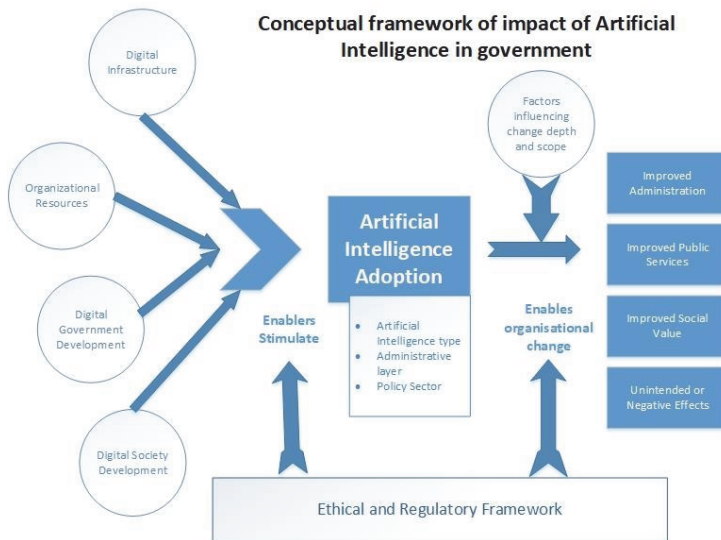 Conceptual framework of impact of Artificial
Intelligence in government
Digital
Infrastructure
Organizational
Resources
Digital
Government
Development
Digital Society
Development
Enablers
Stimulate
Artificial
Intelligence
Adoption
Artificial
Intelligence type
Administrative
layer
Policy Sector
Factors
influencing
change depth
and scope
Enables
organisational
change
Improved
Administration
Improved Public
Services
Improved Social
Value
Unintended or
Negative Effects
Ethical and Regulatory Framework